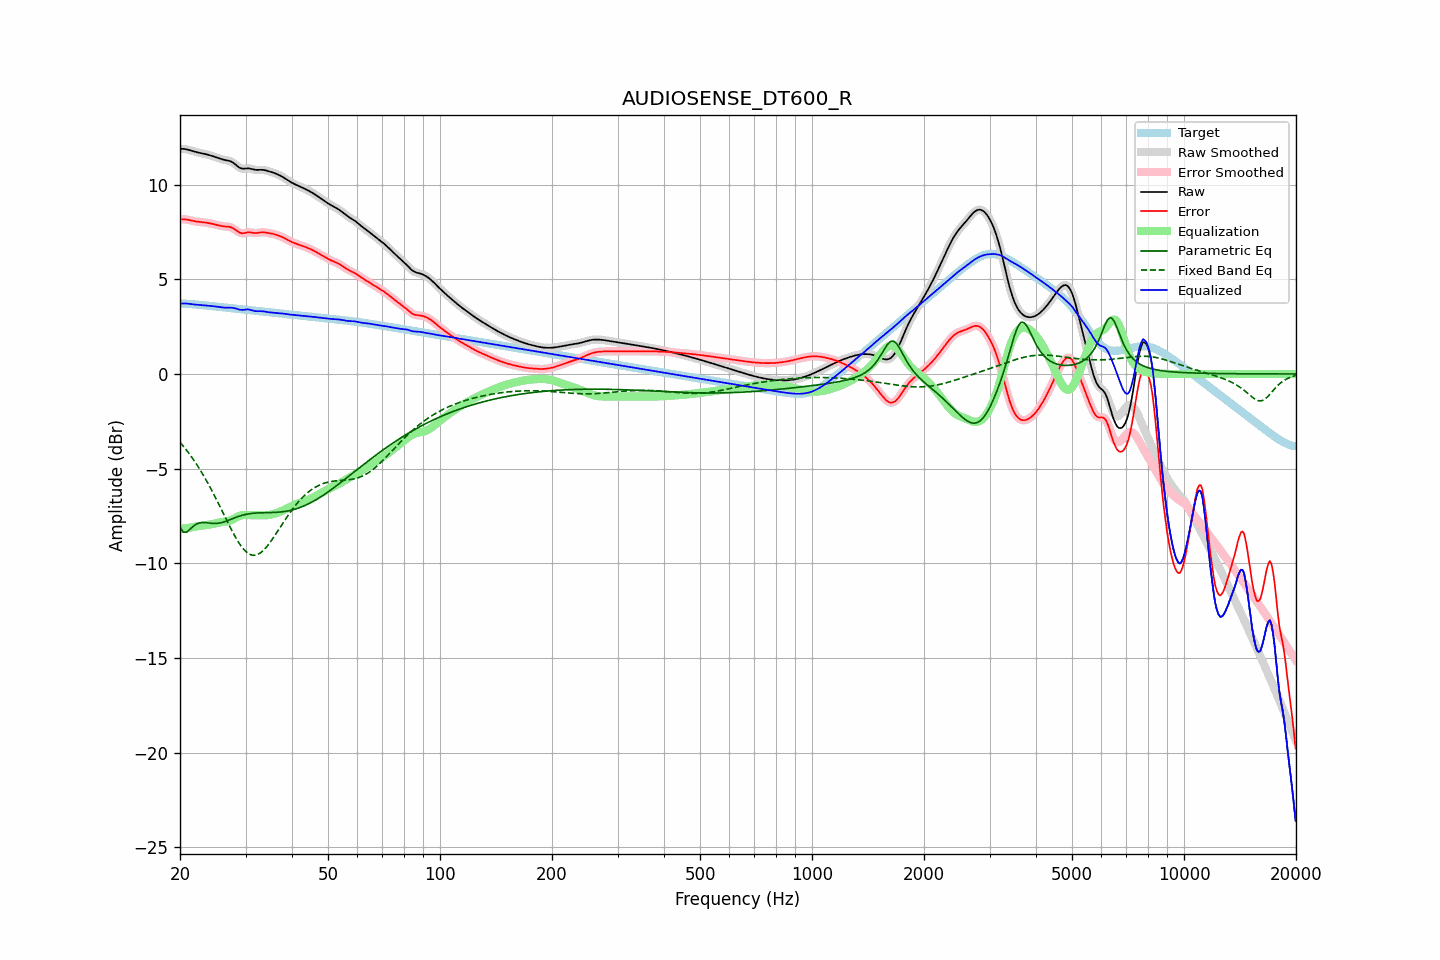 AUDIOSENSE_DT600_R
Target
Raw Smoothed
Error Smoothed
Raw
Error
Equalization
Parametric Eq
Fixed Band Eq
Equalized
10
5
0
−5
−10
−15
−20
−25
Amplitude (dBr)
20 50 100 200 500 1000 2000 5000 10000 20000
Frequency (Hz)